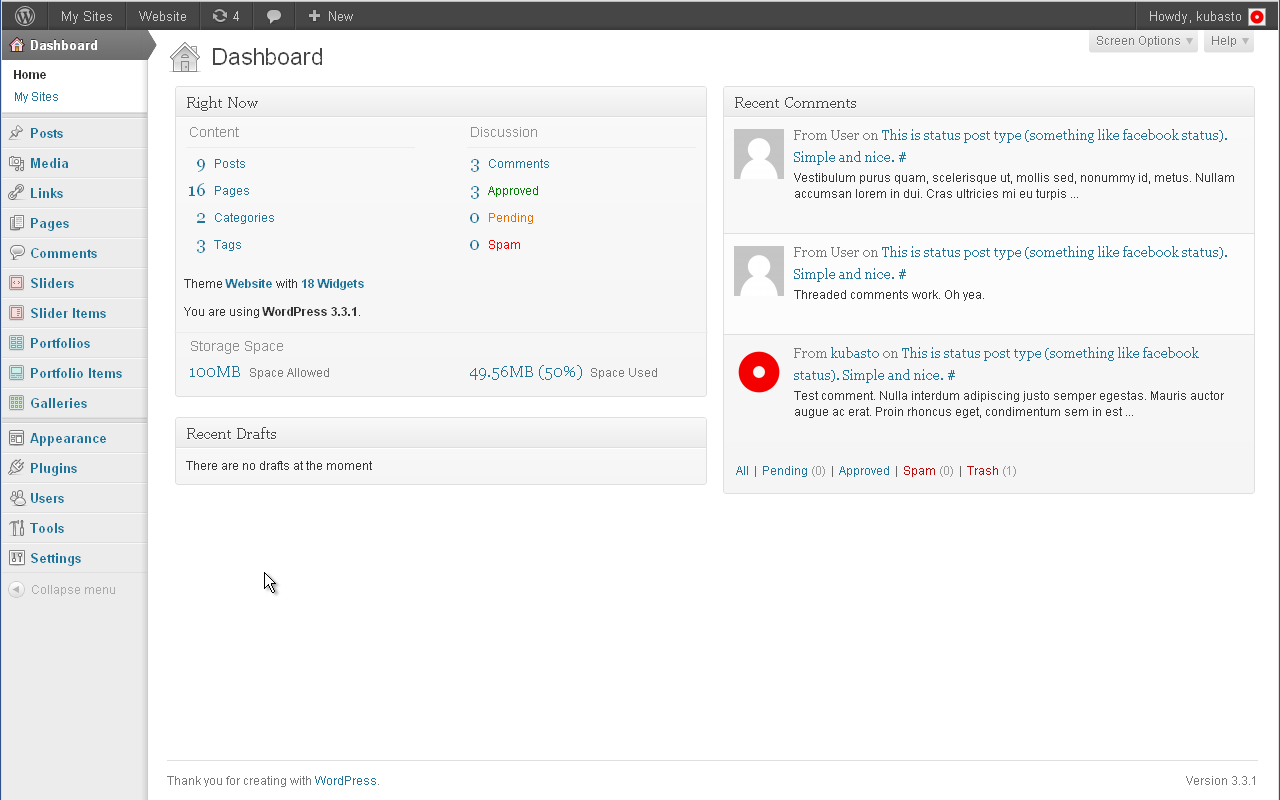 My Sites Website 4 New Howdy, kubasto
Dashboard
Home
My Sites
Posts
Media
Links
Pages
Comments
Sliders
Slider Items
Portfolios
Portfolio Items
Galleries
Appearance
Plugins
Users
Tools
Settings
Collapse menu
Screen Options Help
Dashboard
Right Now
Content Discussion
9 Posts 3 Comments
16 Pages 3 Approved
2 Categories 0 Pending
3 Tags 0 Spam
Theme Website with 18 Widgets
You are using WordPress 3.3.1.
Storage Space
100MB Space Allowed 49.56MB (50%) Space Used
Recent Drafts
There are no drafts at the moment
Recent Comments
From User on This is status post type (something like facebook status).
Simple and nice. #
Vestibulum purus quam, scelerisque ut, mollis sed, nonummy id, metus. Nullam
accumsan lorem in dui. Cras ultricies mi eu turpis ...
From User on This is status post type (something like facebook status).
Simple and nice. #
Threaded comments work. Oh yea.
From kubasto on This is status post type (something like facebook
status). Simple and nice. #
Test comment. Nulla interdum adipiscing justo semper egestas. Mauris auctor
augue ac erat. Proin rhoncus eget, condimentum sem in est ...
All | Pending (0) | Approved | Spam (0) | Trash (1)
Thank you for creating with WordPress. Version 3.3.1